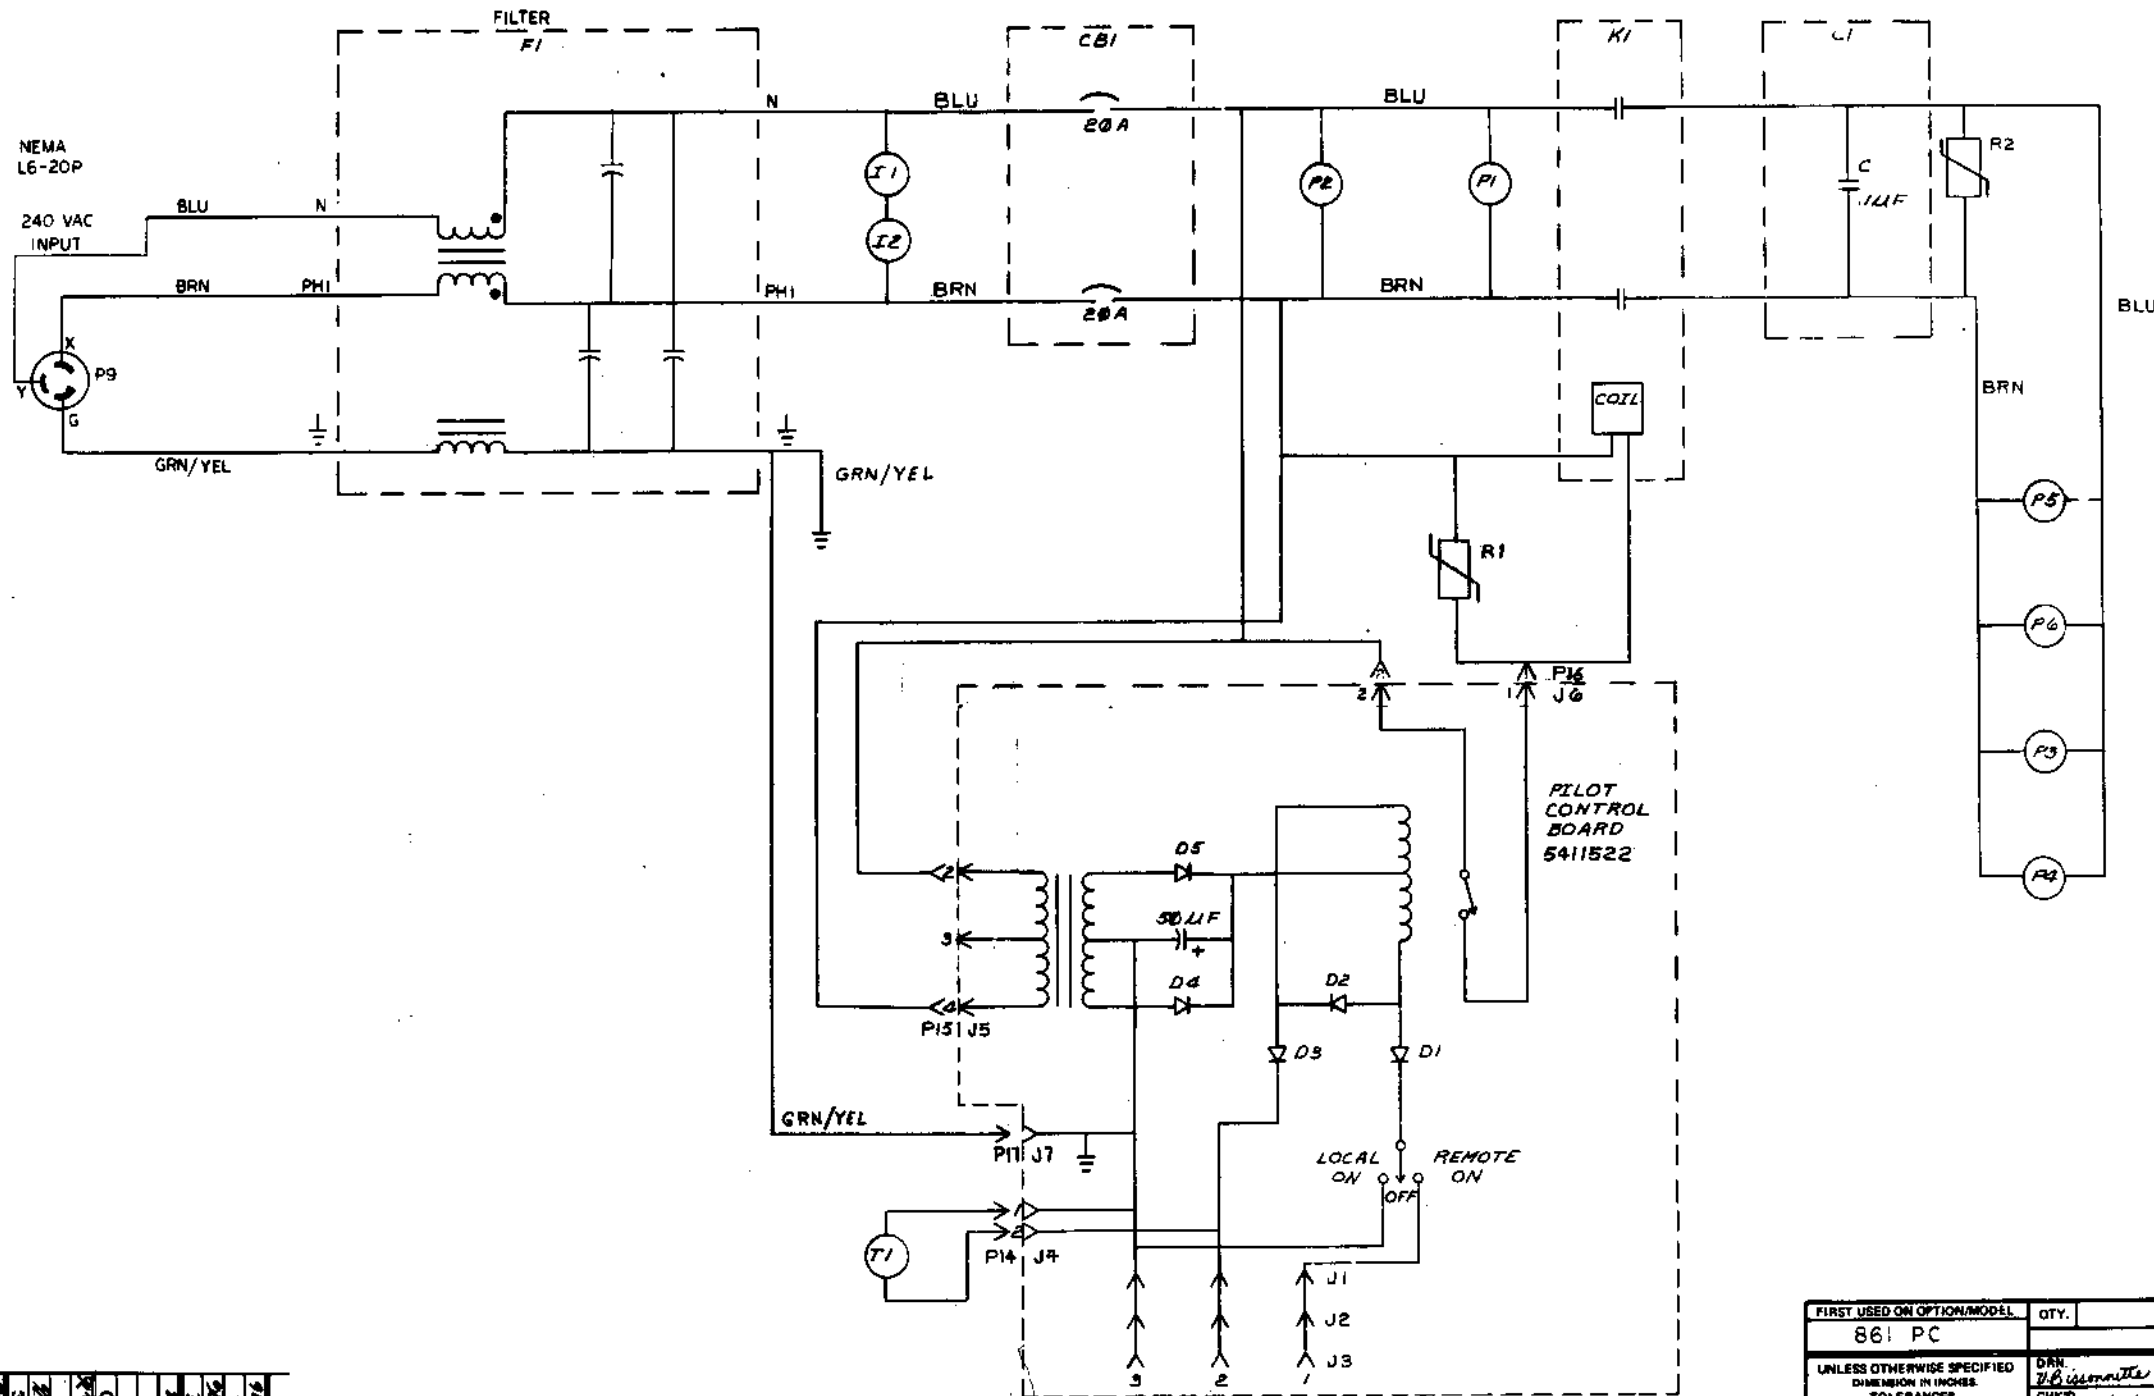 FILTER
F1
CB1
K1
NEMA
L6-20P
240 VAC
INPUT
BLU
N
BRN
PH1
X
Y
G
P9
GRN/YEL
N
BLU
PH1
BRN
I1
I2
20A
20A
GRN/YEL
BLU
BRN
P2
P1
COIL
C
.1UF
R2
BLU
BRN
R1
P5
P6
P3
P4
2
1
P16
J6
PILOT
CONTROL
BOARD
5411522
D5
50UF
+
D4
2
3
4
P15 J5
D2
D3
D1
GRN/YEL
P17 J7
LOCAL
ON
OFF
REMOTE
ON
1
2
P14 J4
T1
J1
J2
J3
3
2
1
FIRST USED ON OPTION/MODEL
861 PC
QTY.
UNLESS OTHERWISE SPECIFIED
DIMENSION IN INCHES.
TOLERANCES
DRN.